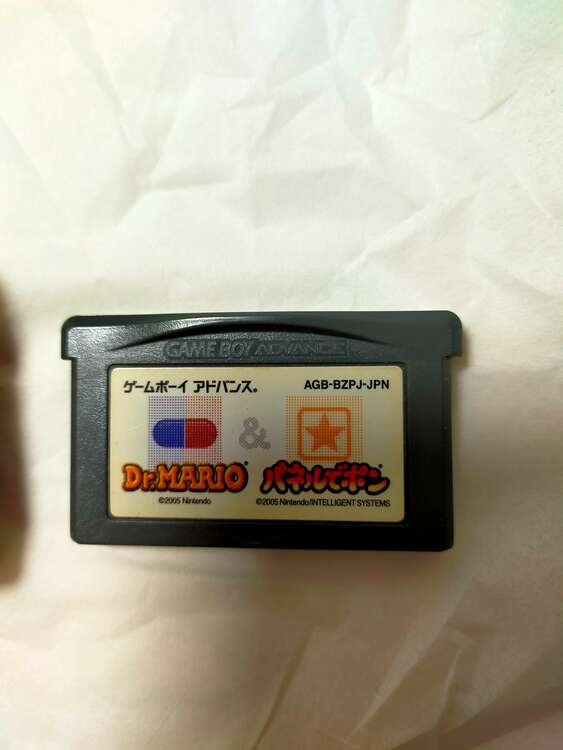 GAME BOY ADVANCE
ゲームボーイ アドバンス® AGB-BZPJ-JPN
&
Dr.MARIO® パネルでポン®
©2005 Nintendo ©2005 Nintendo/INTELLIGENT SYSTEMS